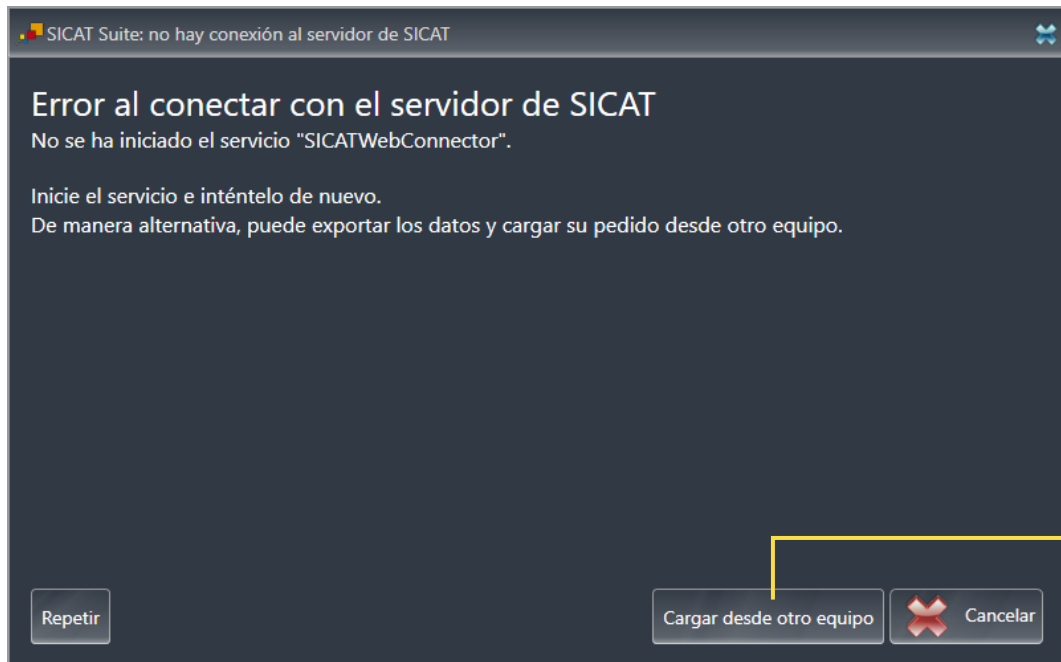 SICAT Suite: no hay conexión al servidor de SICAT
Error al conectar con el servidor de SICAT
No se ha iniciado el servicio "SICATWebConnector".
Inicie el servicio e inténtelo de nuevo.
De manera alternativa, puede exportar los datos y cargar su pedido desde otro equipo.
Repetir
Cargar desde otro equipo
Cancelar